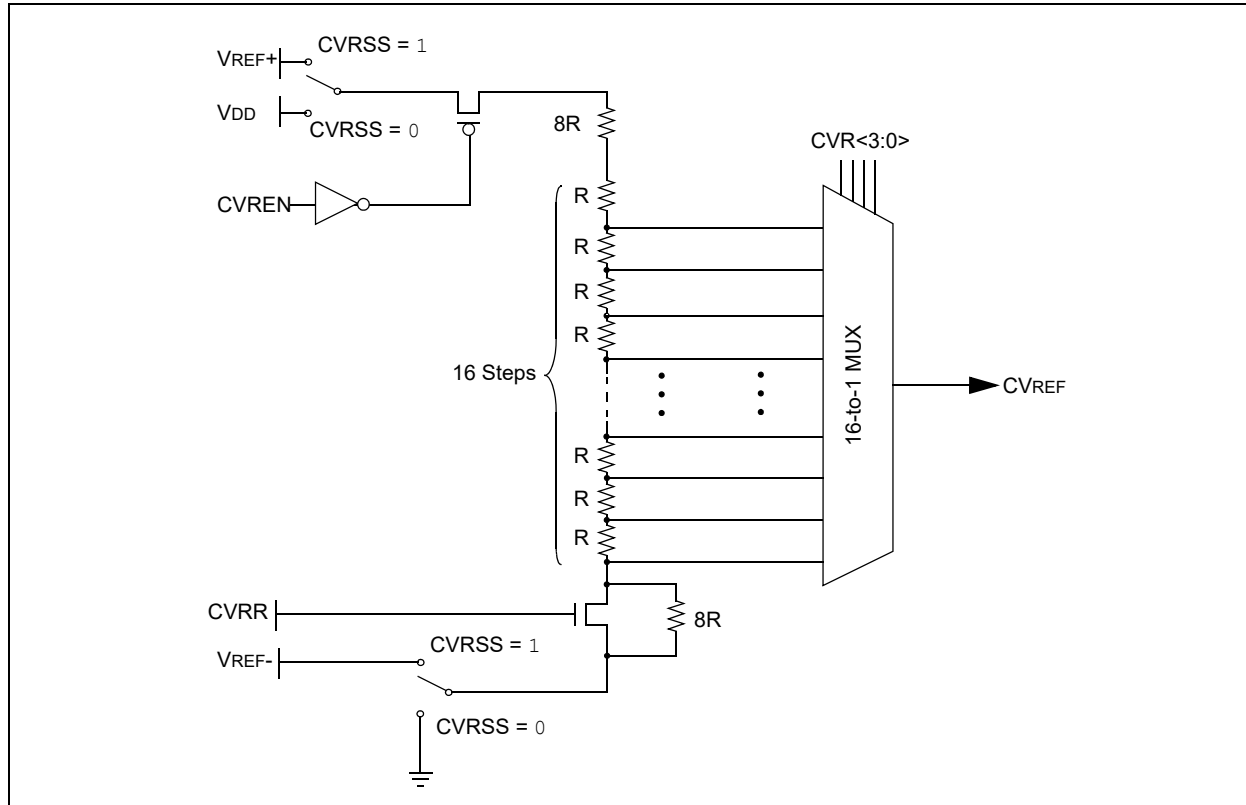 CVRSS = 1
VREF+
VDD
CVRSS = 0
8R
CVR<3:0>
CVREN
R
R
R
R
16 Steps
16-to-1 MUX
CVREF
R
R
R
CVRR
8R
CVRSS = 1
VREF-
CVRSS = 0